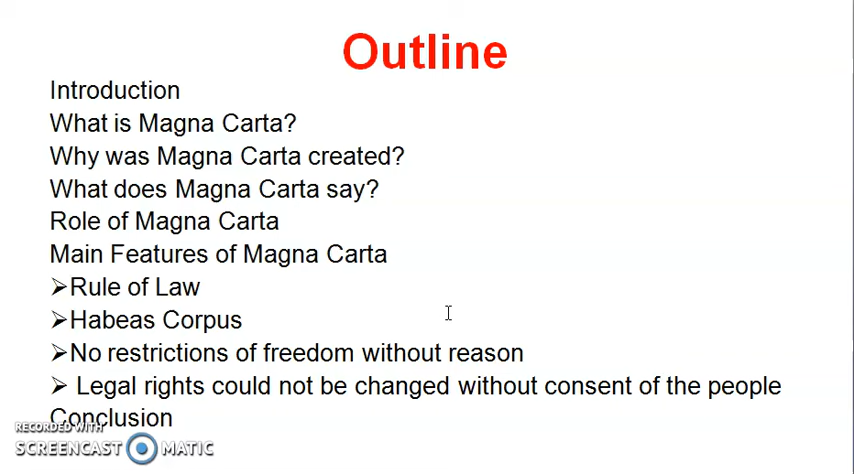 Outline
Introduction
What is Magna Carta?
Why was Magna Carta created?
What does Magna Carta say?
Role of Magna Carta
Main Features of Magna Carta
➢Rule of Law
➢Habeas Corpus
➢No restrictions of freedom without reason
➢ Legal rights could not be changed without consent of the people
Conclusion
RECORDED WITH
SCREENCAST MATIC